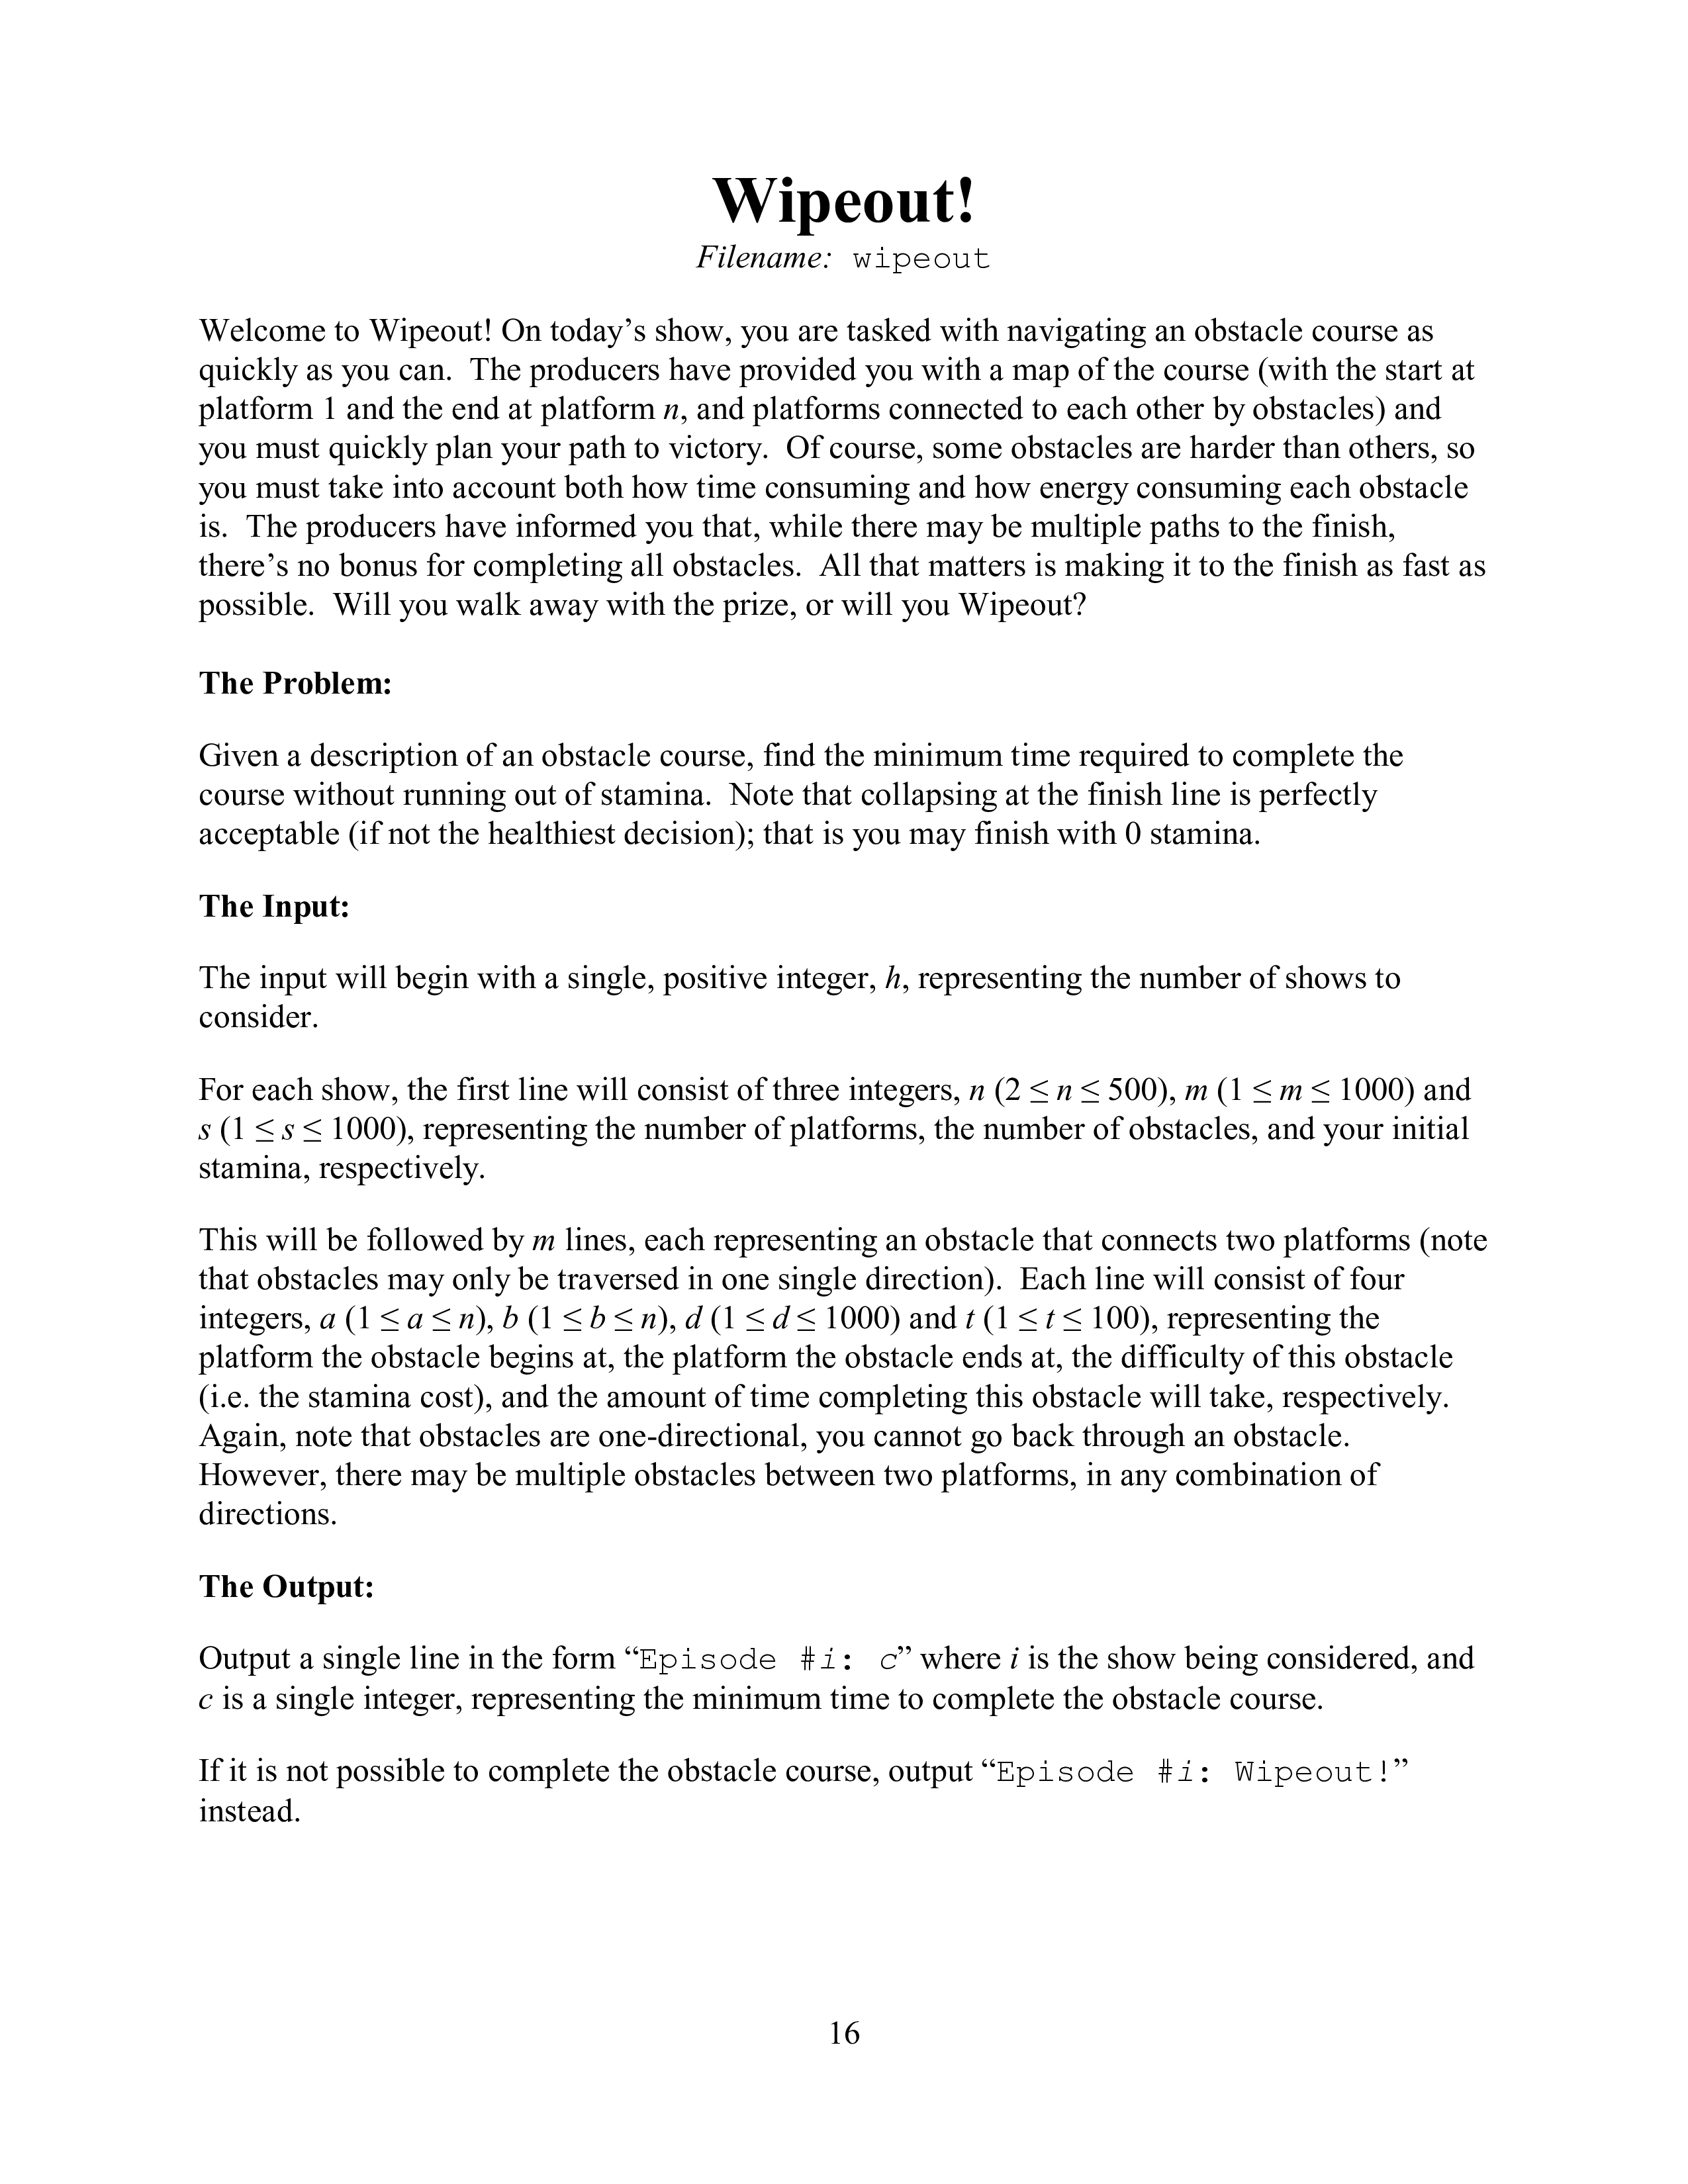 Wipeout!
Filename: wipeout
Welcome to Wipeout! On today’s show, you are tasked with navigating an obstacle course as
quickly as you can.  The producers have provided you with a map of the course (with the start at
platform 1 and the end at platform n, and platforms connected to each other by obstacles) and
you must quickly plan your path to victory.  Of course, some obstacles are harder than others, so
you must take into account both how time consuming and how energy consuming each obstacle
is.  The producers have informed you that, while there may be multiple paths to the finish,
there’s no bonus for completing all obstacles.  All that matters is making it to the finish as fast as
possible.  Will you walk away with the prize, or will you Wipeout?
The Problem:
Given a description of an obstacle course, find the minimum time required to complete the
course without running out of stamina.  Note that collapsing at the finish line is perfectly
acceptable (if not the healthiest decision); that is you may finish with 0 stamina.
The Input:
The input will begin with a single, positive integer, h, representing the number of shows to
consider.
For each show, the first line will consist of three integers, n (2 ≤ n ≤ 500), m (1 ≤ m ≤ 1000) and
s (1 ≤ s ≤ 1000), representing the number of platforms, the number of obstacles, and your initial
stamina, respectively.
This will be followed by m lines, each representing an obstacle that connects two platforms (note
that obstacles may only be traversed in one single direction).  Each line will consist of four
integers, a (1 ≤ a ≤ n), b (1 ≤ b ≤ n), d (1 ≤ d ≤ 1000) and t (1 ≤ t ≤ 100), representing the
platform the obstacle begins at, the platform the obstacle ends at, the difficulty of this obstacle
(i.e. the stamina cost), and the amount of time completing this obstacle will take, respectively.
Again, note that obstacles are one-directional, you cannot go back through an obstacle.
However, there may be multiple obstacles between two platforms, in any combination of
directions.
The Output:
Output a single line in the form “Episode #i: c” where i is the show being considered, and
c is a single integer, representing the minimum time to complete the obstacle course.
If it is not possible to complete the obstacle course, output “Episode #i: Wipeout!”
instead.
16